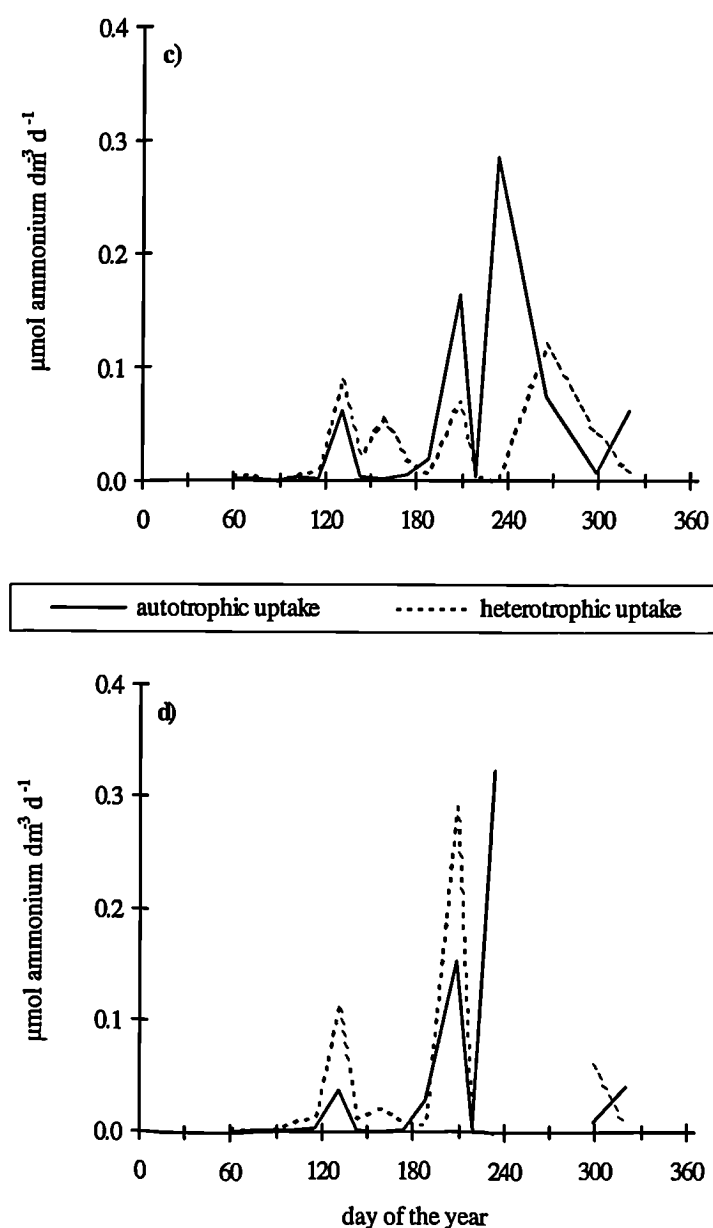 c)
µmol ammonium dm⁻³ d⁻¹
0.4
0.3
0.2
0.1
0.0
0 60 120 180 240 300 360
autotrophic uptake heterotrophic uptake
d)
µmol ammonium dm⁻³ d⁻¹
0.4
0.3
0.2
0.1
0.0
0 60 120 180 240 300 360
day of the year